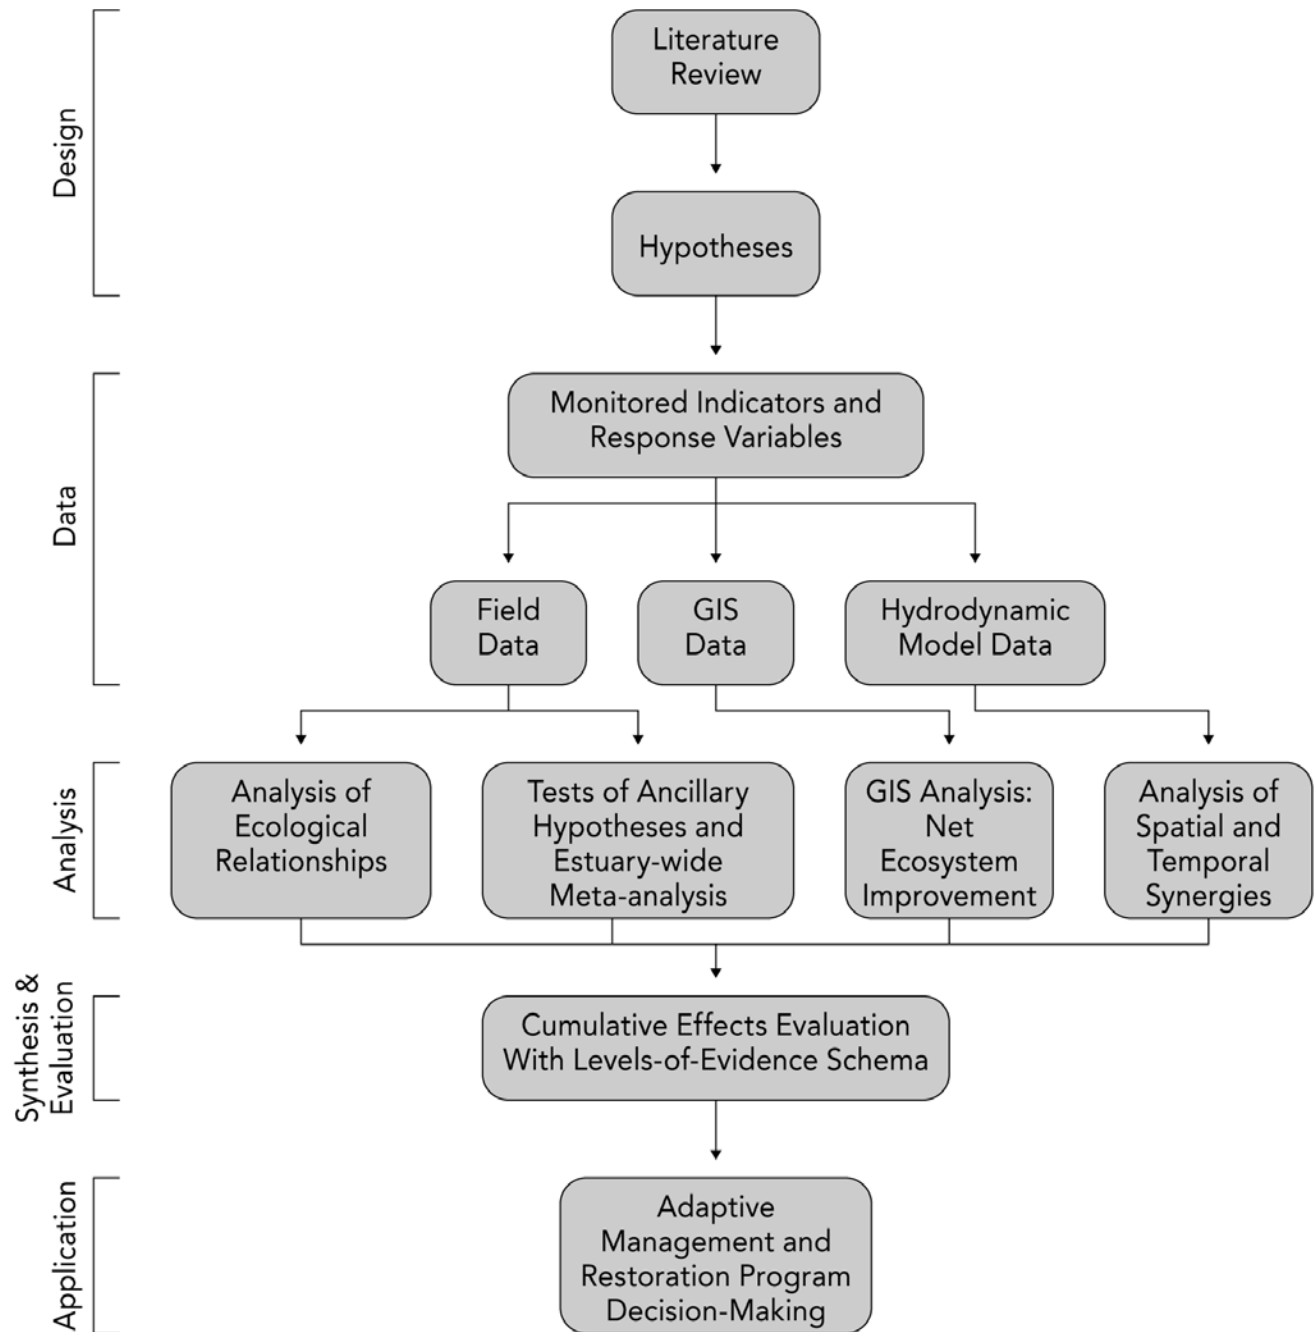 Design
Literature
Review
Hypotheses
Data
Monitored Indicators and
Response Variables
Field
Data
GIS
Data
Hydrodynamic
Model Data
Analysis
Analysis of
Ecological
Relationships
Tests of Ancillary
Hypotheses and
Estuary-wide
Meta-analysis
GIS Analysis:
Net
Ecosystem
Improvement
Analysis of
Spatial and
Temporal
Synergies
Synthesis &
Evaluation
Cumulative Effects Evaluation
With Levels-of-Evidence Schema
Application
Adaptive
Management and
Restoration Program
Decision-Making